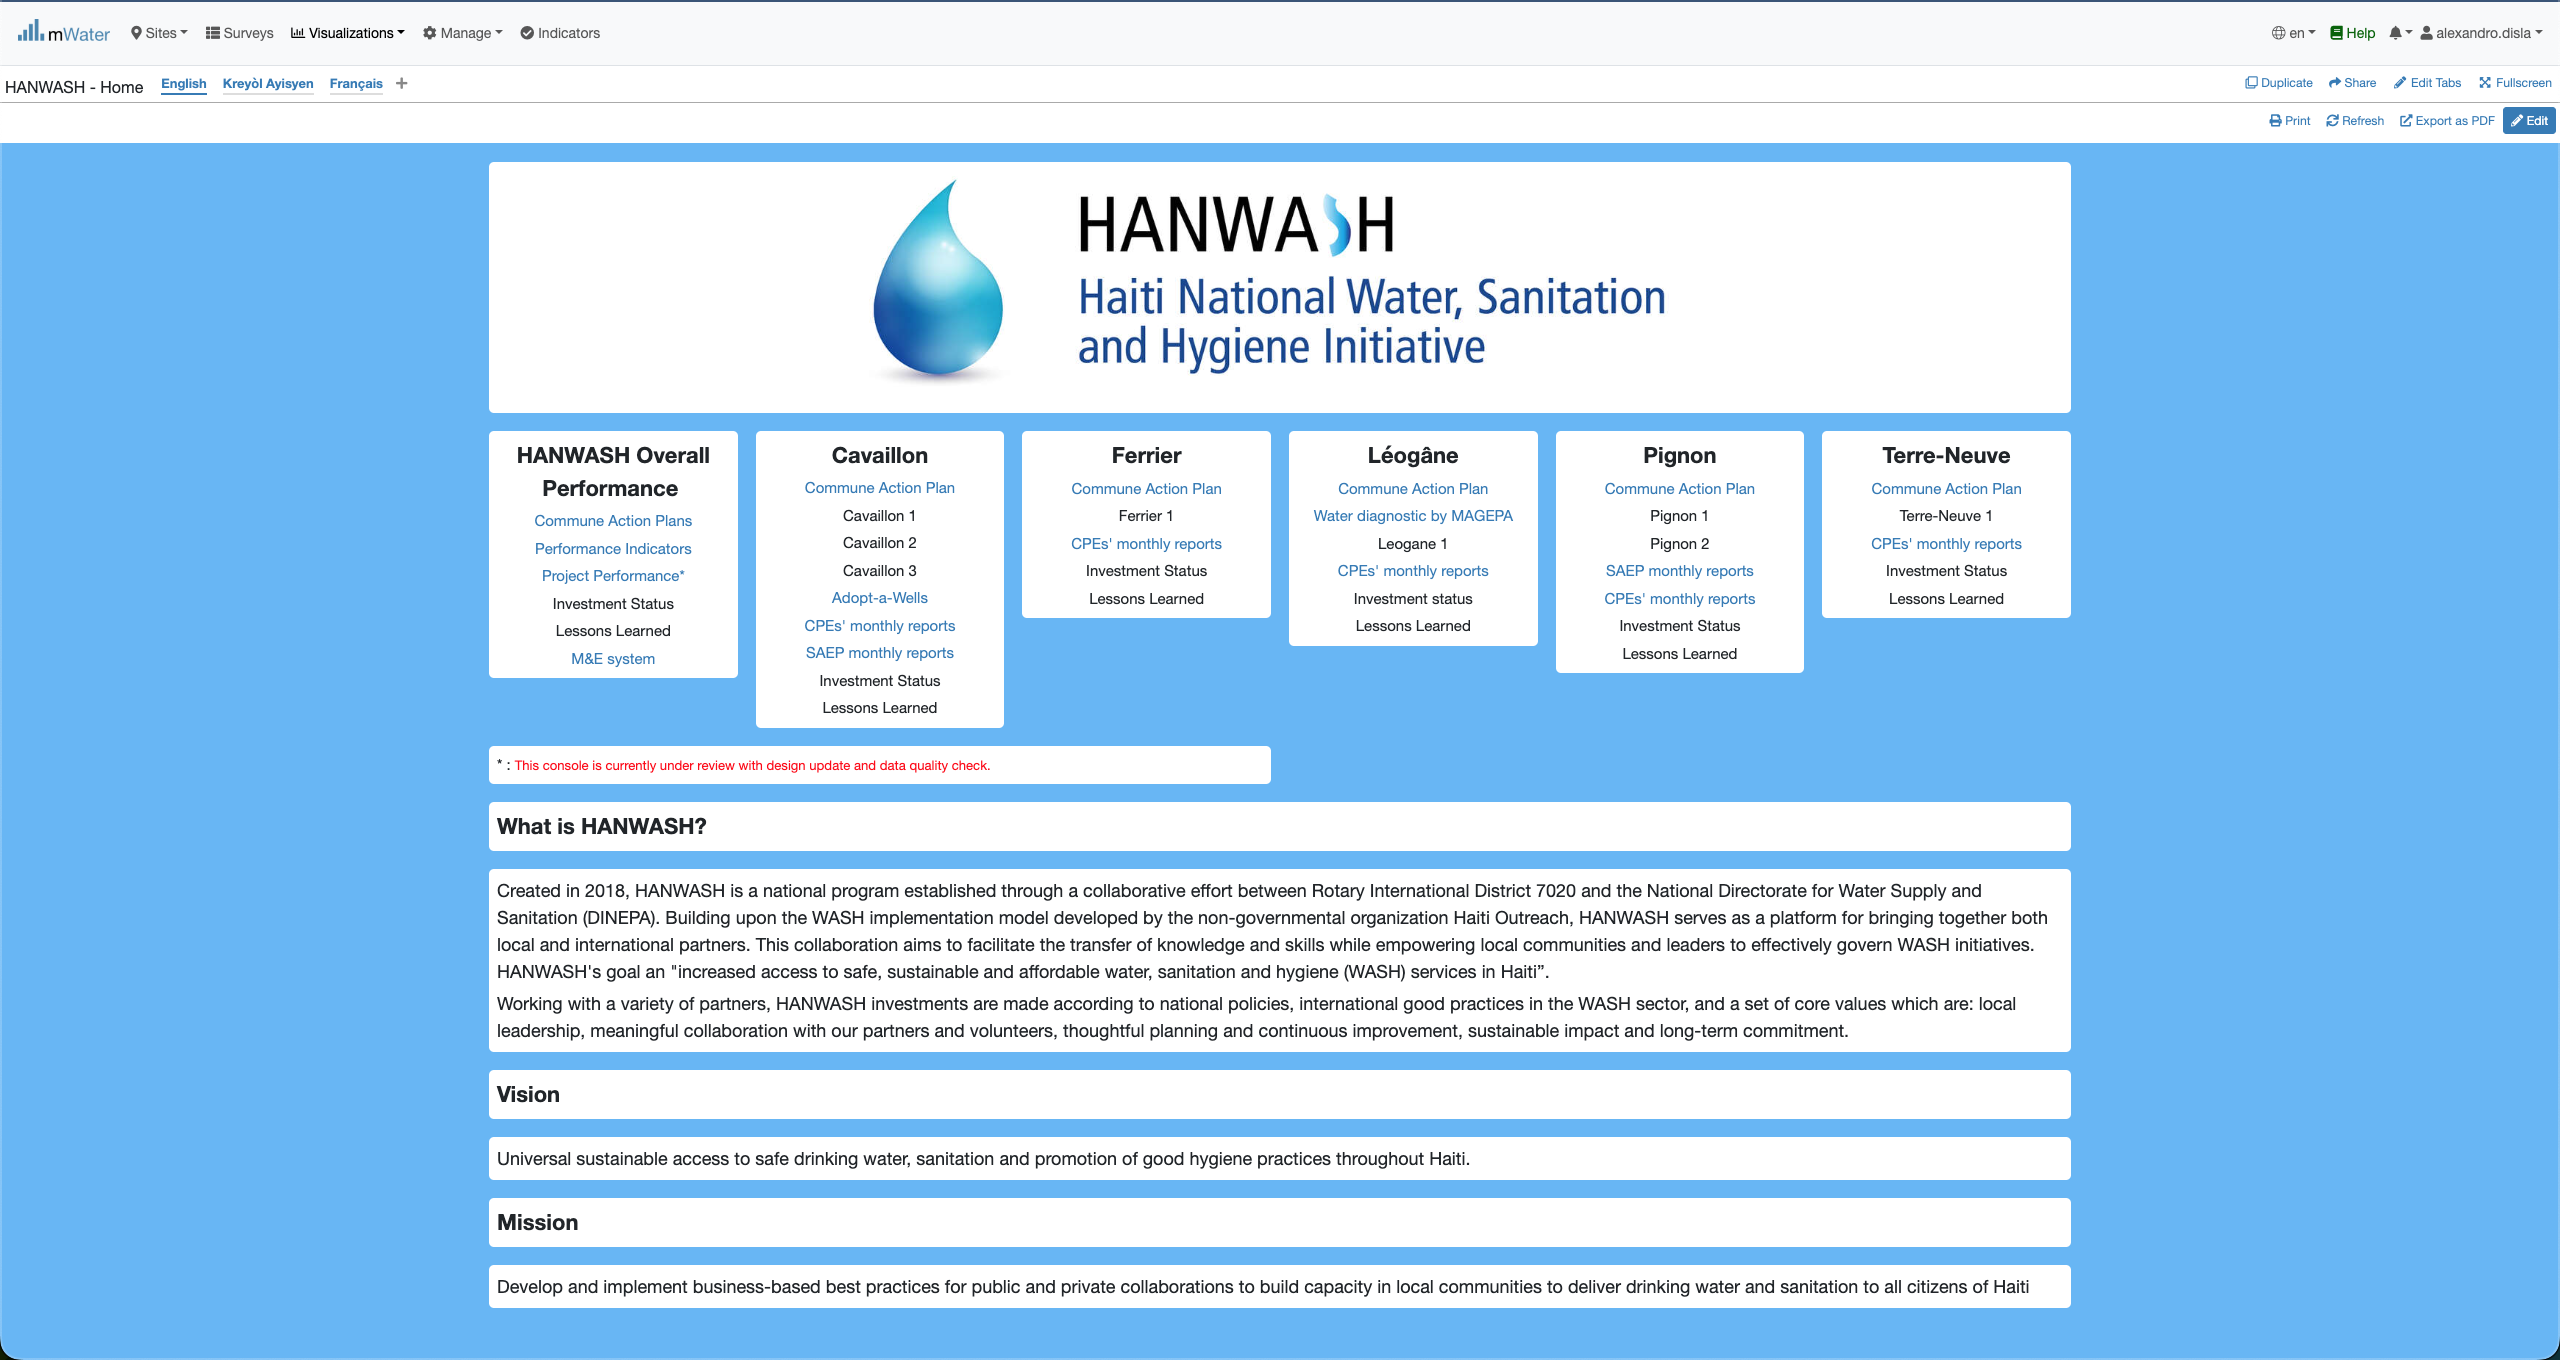 mWater Sites Surveys Visualizations Manage Indicators en Help alexandro.disla
HANWASH - Home English Kreyòl Ayisyen Français + Duplicate Share Edit Tabs Fullscreen
Print Refresh Export as PDF Edit
HANWASH
Haiti National Water, Sanitation
and Hygiene Initiative
HANWASH Overall
Performance
Commune Action Plans
Performance Indicators
Project Performance*
Investment Status
Lessons Learned
M&E system
Cavaillon
Commune Action Plan
Cavaillon 1
Cavaillon 2
Cavaillon 3
Adopt-a-Wells
CPEs' monthly reports
SAEP monthly reports
Investment Status
Lessons Learned
Ferrier
Commune Action Plan
Ferrier 1
CPEs' monthly reports
Investment Status
Lessons Learned
Léogâne
Commune Action Plan
Water diagnostic by MAGEPA
Leogane 1
CPEs' monthly reports
Investment status
Lessons Learned
Pignon
Commune Action Plan
Pignon 1
Pignon 2
SAEP monthly reports
CPEs' monthly reports
Investment Status
Lessons Learned
Terre-Neuve
Commune Action Plan
Terre-Neuve 1
CPEs' monthly reports
Investment Status
Lessons Learned
* : This console is currently under review with design update and data quality check.
What is HANWASH?
Created in 2018, HANWASH is a national program established through a collaborative effort between Rotary International District 7020 and the National Directorate for Water Supply and
Sanitation (DINEPA). Building upon the WASH implementation model developed by the non-governmental organization Haiti Outreach, HANWASH serves as a platform for bringing together both
local and international partners. This collaboration aims to facilitate the transfer of knowledge and skills while empowering local communities and leaders to effectively govern WASH initiatives.
HANWASH's goal an "increased access to safe, sustainable and affordable water, sanitation and hygiene (WASH) services in Haiti”.
Working with a variety of partners, HANWASH investments are made according to national policies, international good practices in the WASH sector, and a set of core values which are: local
leadership, meaningful collaboration with our partners and volunteers, thoughtful planning and continuous improvement, sustainable impact and long-term commitment.
Vision
Universal sustainable access to safe drinking water, sanitation and promotion of good hygiene practices throughout Haiti.
Mission
Develop and implement business-based best practices for public and private collaborations to build capacity in local communities to deliver drinking water and sanitation to all citizens of Haiti